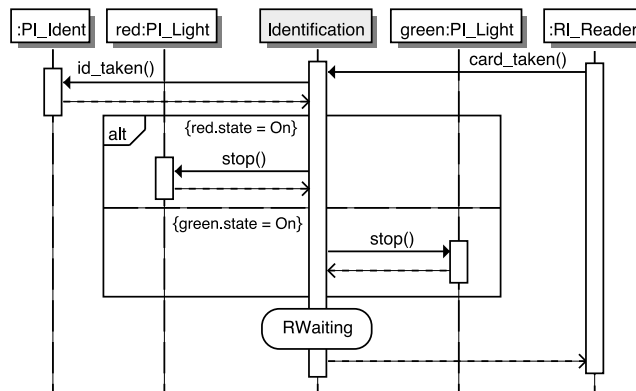 :PI_Ident red:PI_Light Identification green:PI_Light :RI_Reader
card_taken()
id_taken()
alt {red.state = On}
stop()
{green.state = On}
stop()
RWaiting